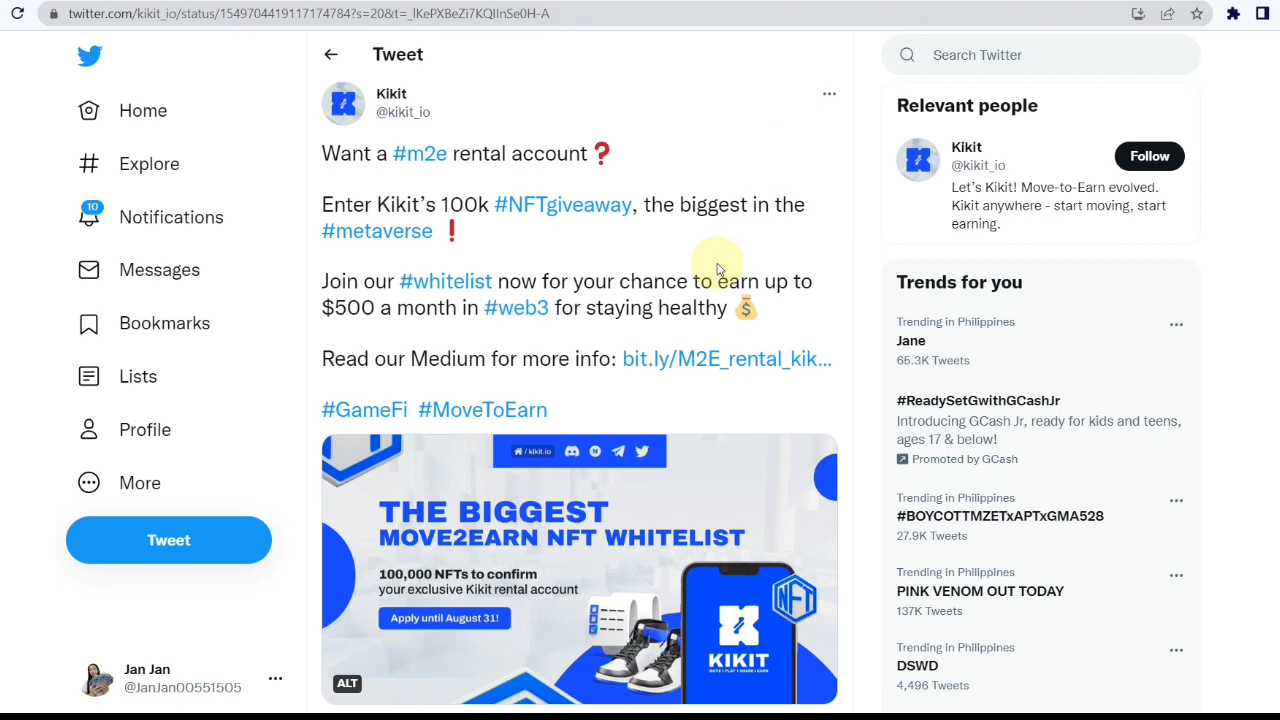 twitter.com/kikit_io/status/1549704419117174784?s=20&t=_lKePXBeZi7KQIInSe0H-A
Home
Explore
10
Notifications
Messages
Bookmarks
Lists
Profile
More
Tweet
Jan Jan
@JanJan00551505
Tweet
Kikit
@kikit_io
Want a #m2e rental account❓
Enter Kikit’s 100k #NFTgiveaway, the biggest in the
#metaverse ❗
Join our #whitelist now for your chance to earn up to
$500 a month in #web3 for staying healthy 💰
Read our Medium for more info: bit.ly/M2E_rental_kik...
#GameFi #MoveToEarn
/ kikit.io
THE BIGGEST
MOVE2EARN NFT WHITELIST
100,000 NFTs to confirm
your exclusive Kikit rental account
Apply until August 31!
NFT
KIKIT
MOVE / PLAY / SHARE / EARN
ALT
Search Twitter
Relevant people
Kikit
@kikit_io
Follow
Let’s Kikit! Move-to-Earn evolved.
Kikit anywhere - start moving, start
earning.
Trends for you
Trending in Philippines
Jane
65.3K Tweets
#ReadySetGwithGCashJr
Introducing GCash Jr, ready for kids and teens,
ages 17 & below!
Promoted by GCash
Trending in Philippines
#BOYCOTTMZETxAPTxGMA528
27.9K Tweets
Trending in Philippines
PINK VENOM OUT TODAY
137K Tweets
Trending in Philippines
DSWD
4,496 Tweets